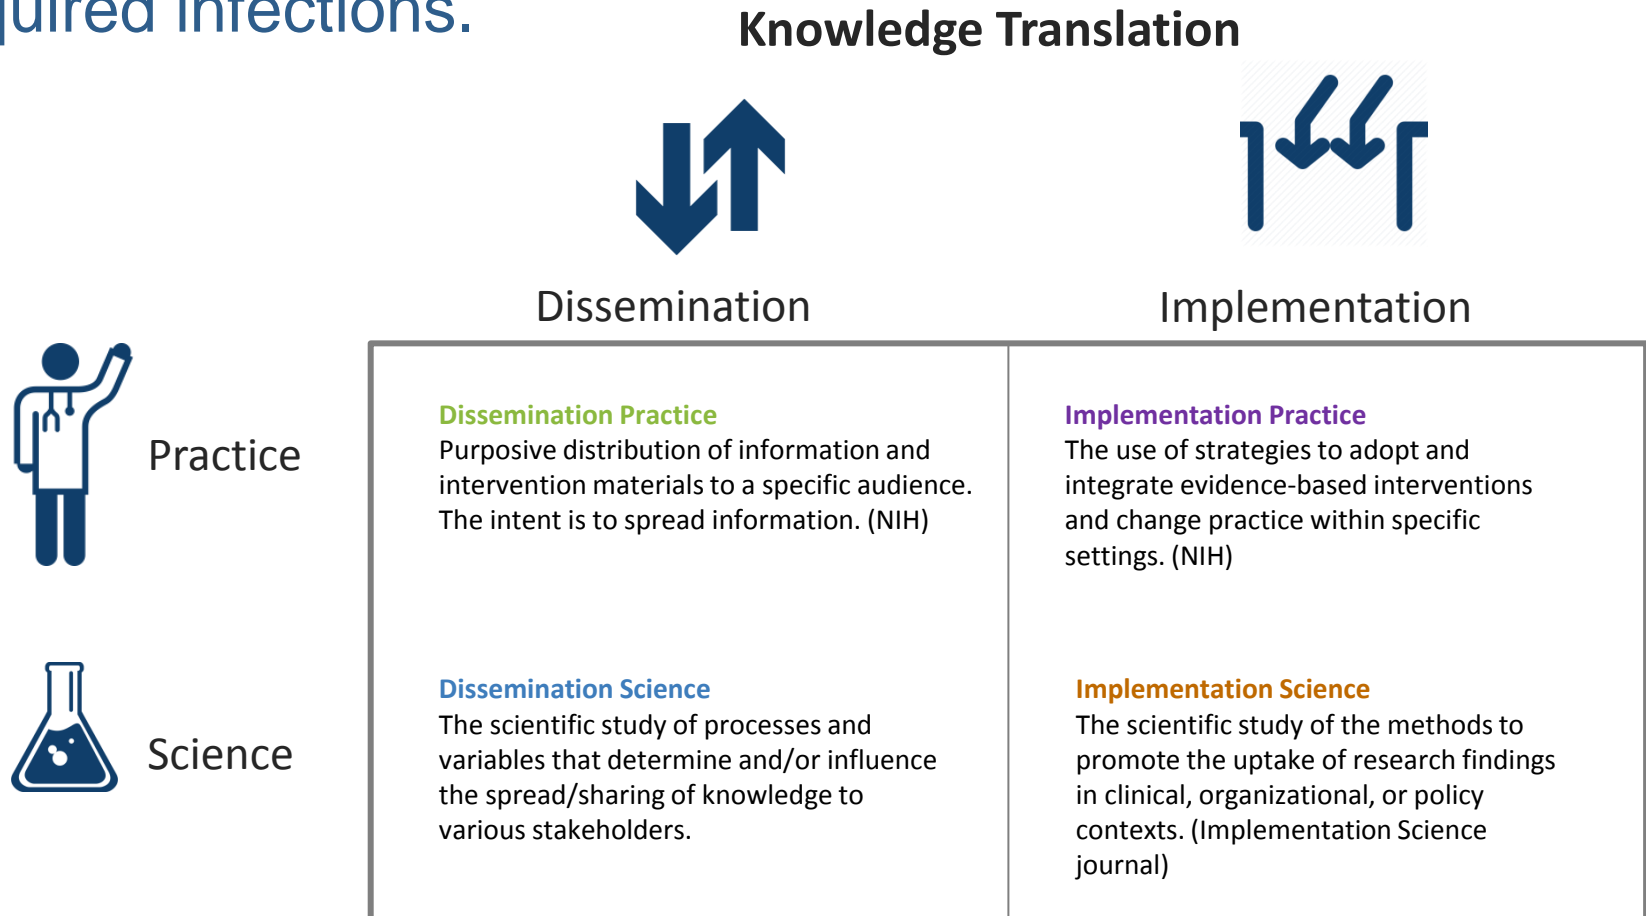 infections.
Knowledge Translation
Dissemination
Implementation
Practice
Dissemination Practice
Purposive distribution of information and
intervention materials to a specific audience.
The intent is to spread information. (NIH)
Implementation Practice
The use of strategies to adopt and
integrate evidence-based interventions
and change practice within specific
settings. (NIH)
Science
Dissemination Science
The scientific study of processes and
variables that determine and/or influence
the spread/sharing of knowledge to
various stakeholders.
Implementation Science
The scientific study of the methods to
promote the uptake of research findings
in clinical, organizational, or policy
contexts. (Implementation Science
journal)